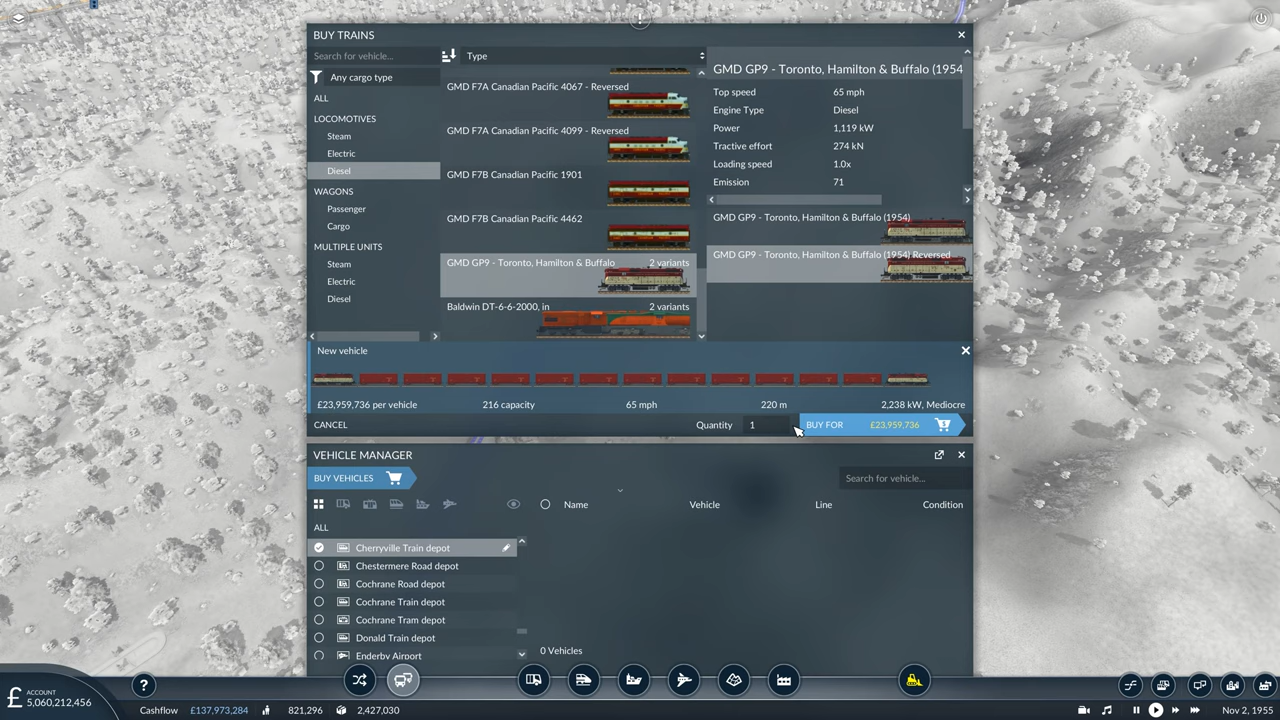 BUY TRAINS
Search for vehicle...
Type
Any cargo type
ALL
LOCOMOTIVES
Steam
Electric
Diesel
WAGONS
Passenger
Cargo
MULTIPLE UNITS
Steam
Electric
Diesel
GMD F7A Canadian Pacific 4067 - Reversed
GMD F7A Canadian Pacific 4099 - Reversed
GMD F7B Canadian Pacific 1901
GMD F7B Canadian Pacific 4462
GMD GP9 - Toronto, Hamilton & Buffalo 2 variants
Baldwin DT-6-6-2000, in 2 variants
GMD GP9 - Toronto, Hamilton & Buffalo (1954
Top speed 65 mph
Engine Type Diesel
Power 1,119 kW
Tractive effort 274 kN
Loading speed 1.0x
Emission 71
GMD GP9 - Toronto, Hamilton & Buffalo (1954)
GMD GP9 - Toronto, Hamilton & Buffalo (1954) Reversed
New vehicle
£23,959,736 per vehicle 216 capacity 65 mph 220 m 2,238 kW, Mediocre
CANCEL Quantity 1 BUY FOR £23,959,736
VEHICLE MANAGER
BUY VEHICLES Search for vehicle...
Name Vehicle Line Condition
ALL
Cherryville Train depot
Chestermere Road depot
Cochrane Road depot
Cochrane Train depot
Cochrane Tram depot
Donald Train depot
Enderby Airport
0 Vehicles
£ ACCOUNT
5,060,212,456
?
Cashflow £137,973,284 821,296 2,427,030
Nov 2, 1955